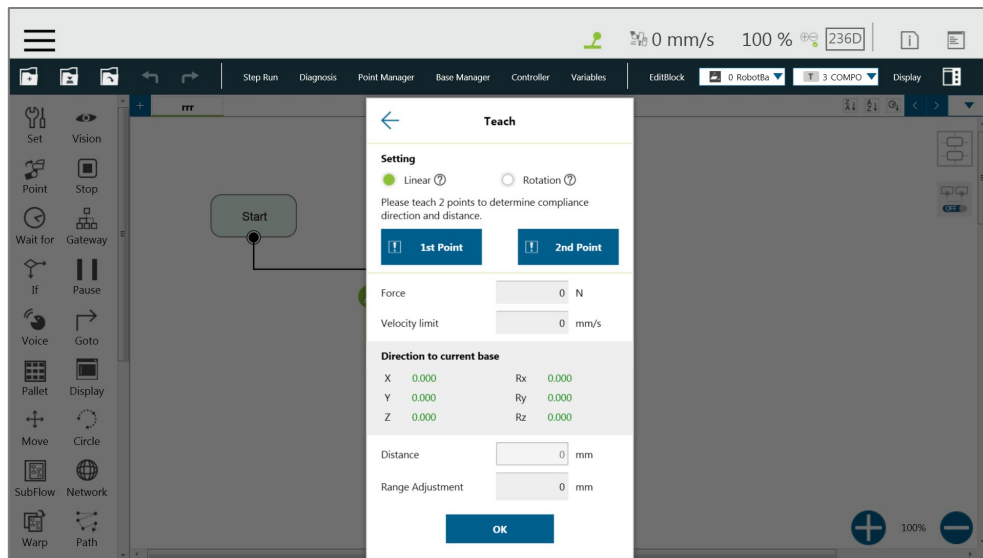 0 mm/s 100 % 236D
Step Run Diagnosis Point Manager Base Manager Controller Variables EditBlock 0 RobotBa T 3 COMPO Display
rrr
Set Vision
Point Stop
Wait for Gateway
If Pause
Voice Goto
Pallet Display
Move Circle
SubFlow Network
Warp Path
Start
Teach
Setting
Linear Rotation
Please teach 2 points to determine compliance
direction and distance.
1st Point 2nd Point
Force 0 N
Velocity limit 0 mm/s
Direction to current base
X 0.000 Rx 0.000
Y 0.000 Ry 0.000
Z 0.000 Rz 0.000
Distance 0 mm
Range Adjustment 0 mm
OK
OFF
100%